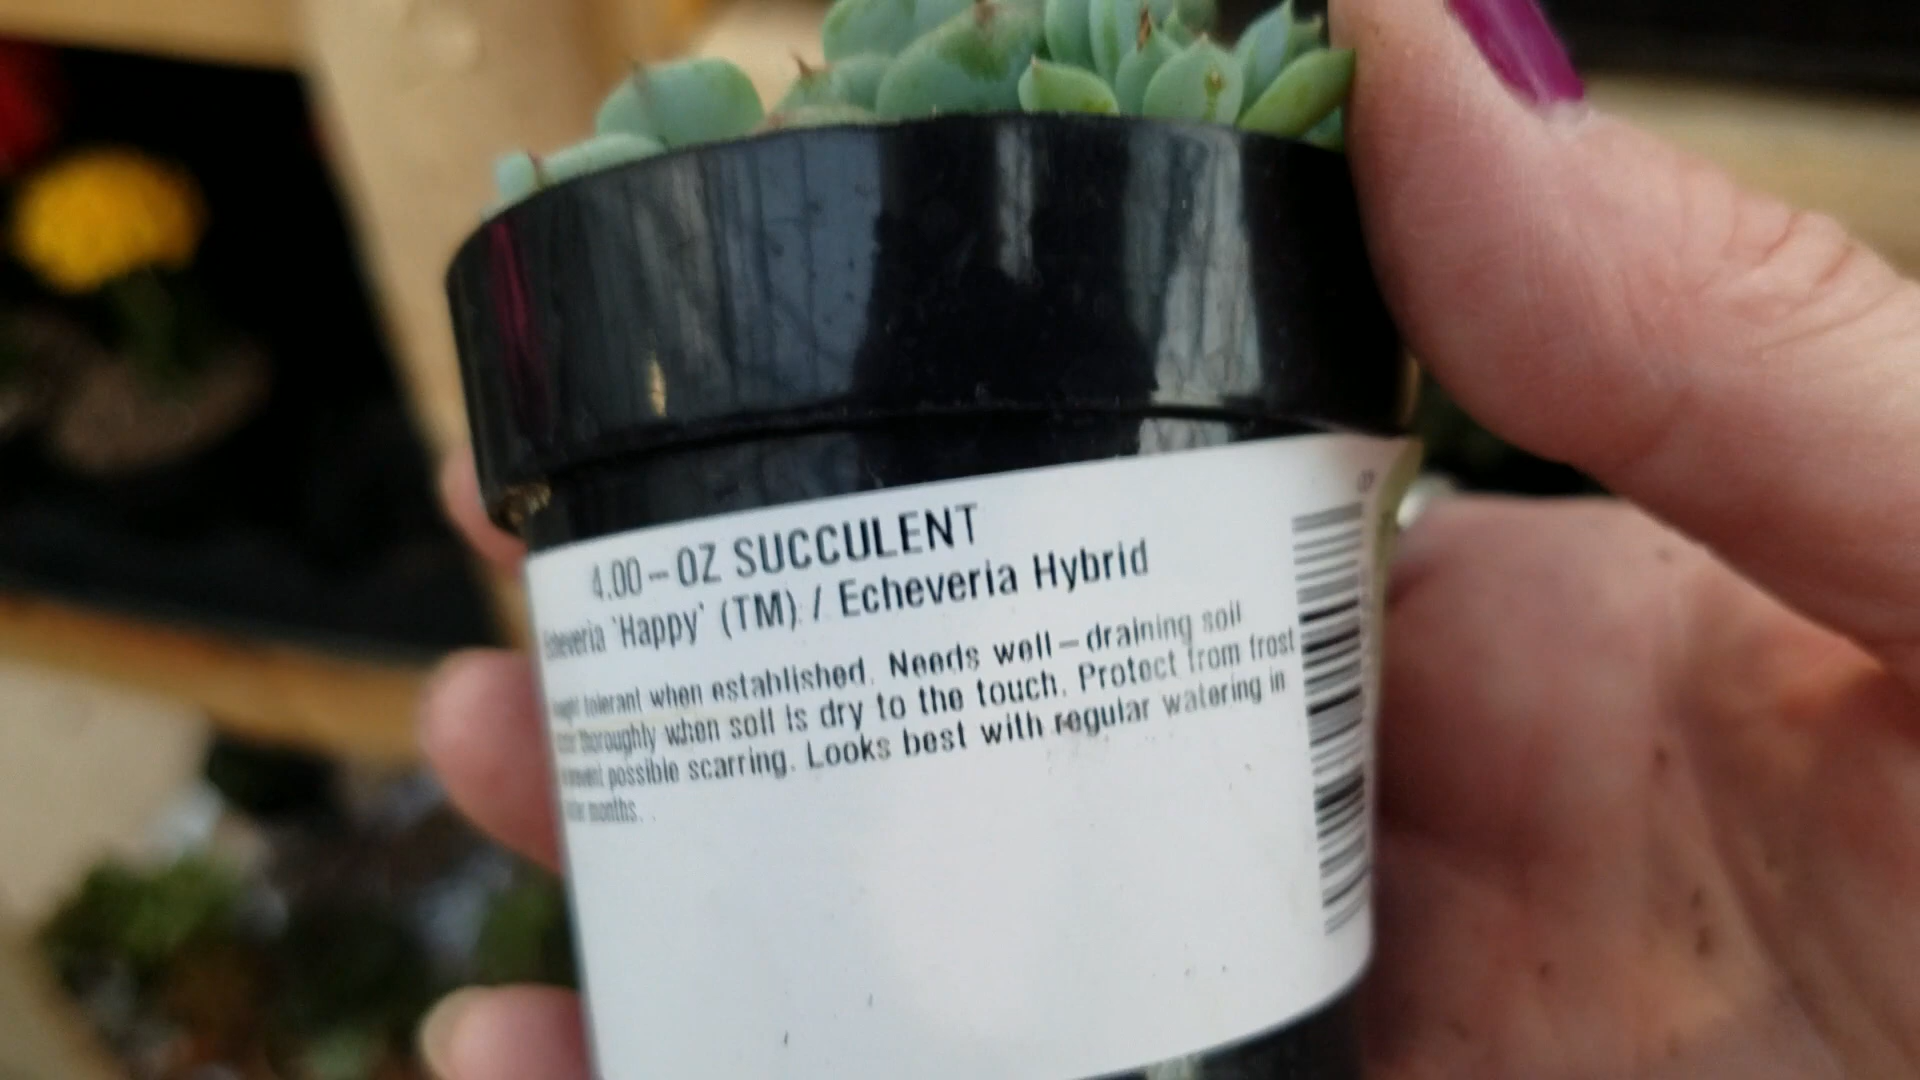 4.00-OZ SUCCULENT
Echeveria 'Happy' (TM) / Echeveria Hybrid
tolerant when established. Needs well-draining soil
thoroughly when soil is dry to the touch. Protect from frost
possible scarring. Looks best with regular watering in
months.